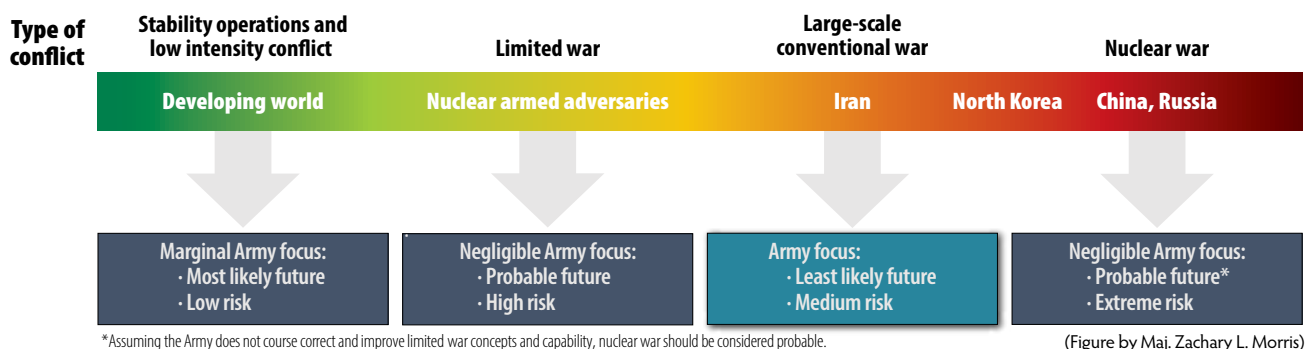 Type of
conflict
Stability operations and
low intensity conflict
Limited war
Large-scale
conventional war
Nuclear war
Developing world
Nuclear armed adversaries
Iran
North Korea
China, Russia
Marginal Army focus:
· Most likely future
· Low risk
Negligible Army focus:
· Probable future
· High risk
Army focus:
· Least likely future
· Medium risk
Negligible Army focus:
· Probable future*
· Extreme risk
*Assuming the Army does not course correct and improve limited war concepts and capability, nuclear war should be considered probable.
(Figure by Maj. Zachary L. Morris)